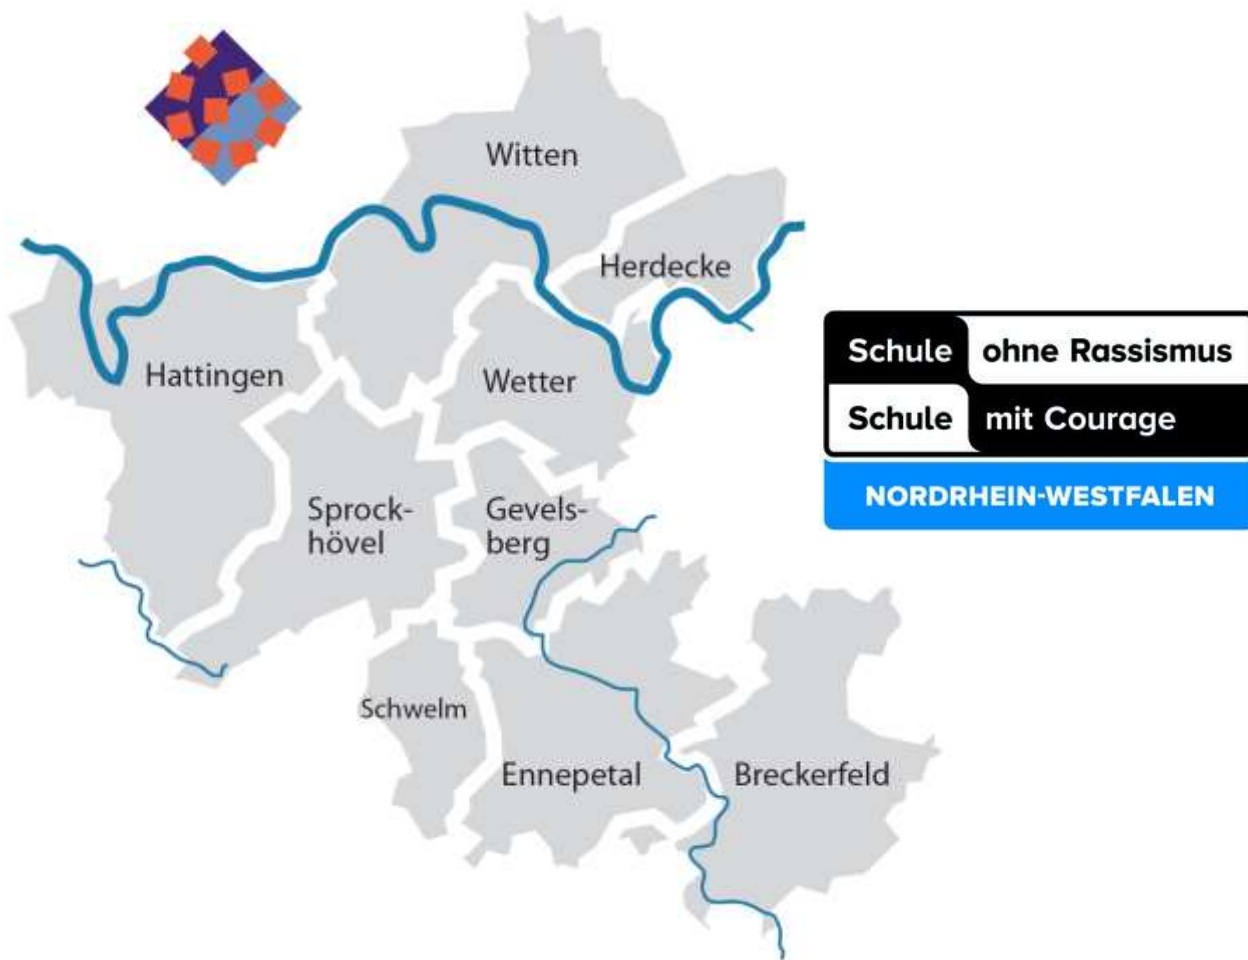 Witten
Herdecke
Hattingen
Wetter
Schule ohne Rassismus
Schule mit Courage
NORDRHEIN-WESTFALEN
Sprock-
hövel
Gevels-
berg
Schwelm
Ennepetal
Breckerfeld